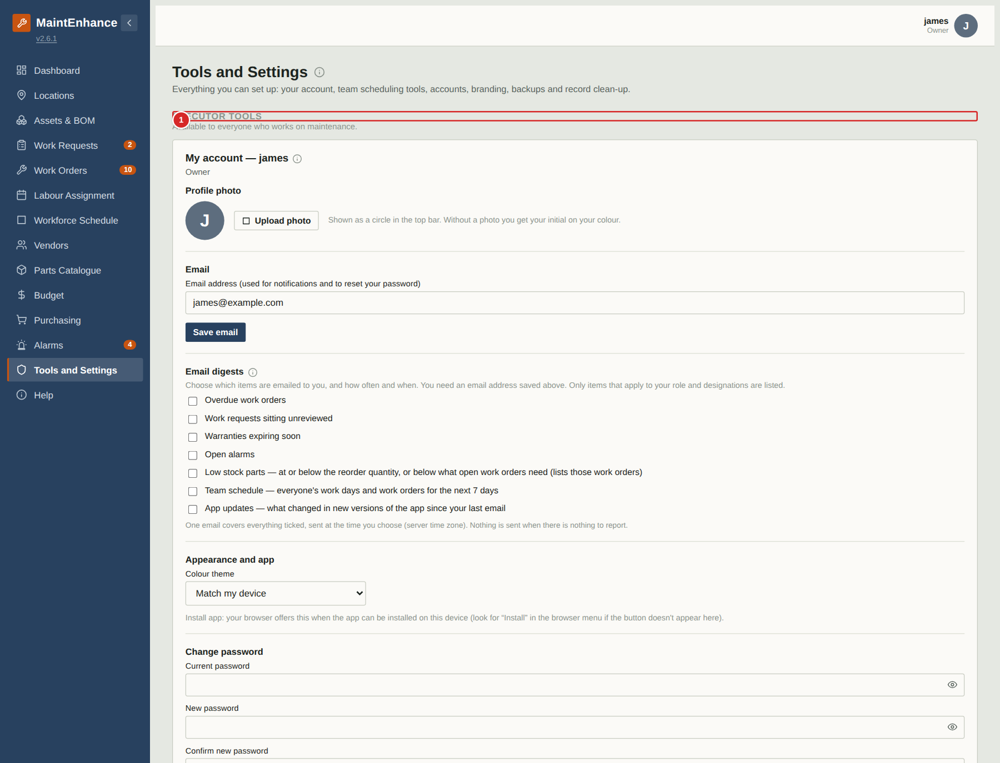 MaintEnhance
v2.6.1
Dashboard
Locations
Assets & BOM
Work Requests 2
Work Orders 10
Labour Assignment
Workforce Schedule
Vendors
Parts Catalogue
Budget
Purchasing
Alarms 4
Tools and Settings
Help
james
Owner
J
Tools and Settings
Everything you can set up: your account, team scheduling tools, accounts, branding, backups and record clean-up.
1
TOOLS
to everyone who works on maintenance.
My account — james
Owner
Profile photo
J
Upload photo
Shown as a circle in the top bar. Without a photo you get your initial on your colour.
Email
Email address (used for notifications and to reset your password)
james@example.com
Save email
Email digests
Choose which items are emailed to you, and how often and when. You need an email address saved above. Only items that apply to your role and designations are listed.
Overdue work orders
Work requests sitting unreviewed
Warranties expiring soon
Open alarms
Low stock parts — at or below the reorder quantity, or below what open work orders need (lists those work orders)
Team schedule — everyone's work days and work orders for the next 7 days
App updates — what changed in new versions of the app since your last email
One email covers everything ticked, sent at the time you choose (server time zone). Nothing is sent when there is nothing to report.
Appearance and app
Colour theme
Match my device
Install app: your browser offers this when the app can be installed on this device (look for “Install” in the browser menu if the button doesn't appear here).
Change password
Current password
New password
Confirm new password